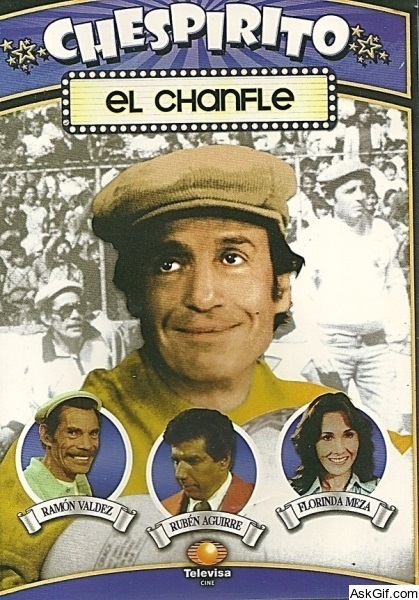 CHESPIRITO
EL CHANFLE
RAMÓN VALDEZ
RUBÉN AGUIRRE
FLORINDA MEZA
Televisa
CINE
AskGif.com